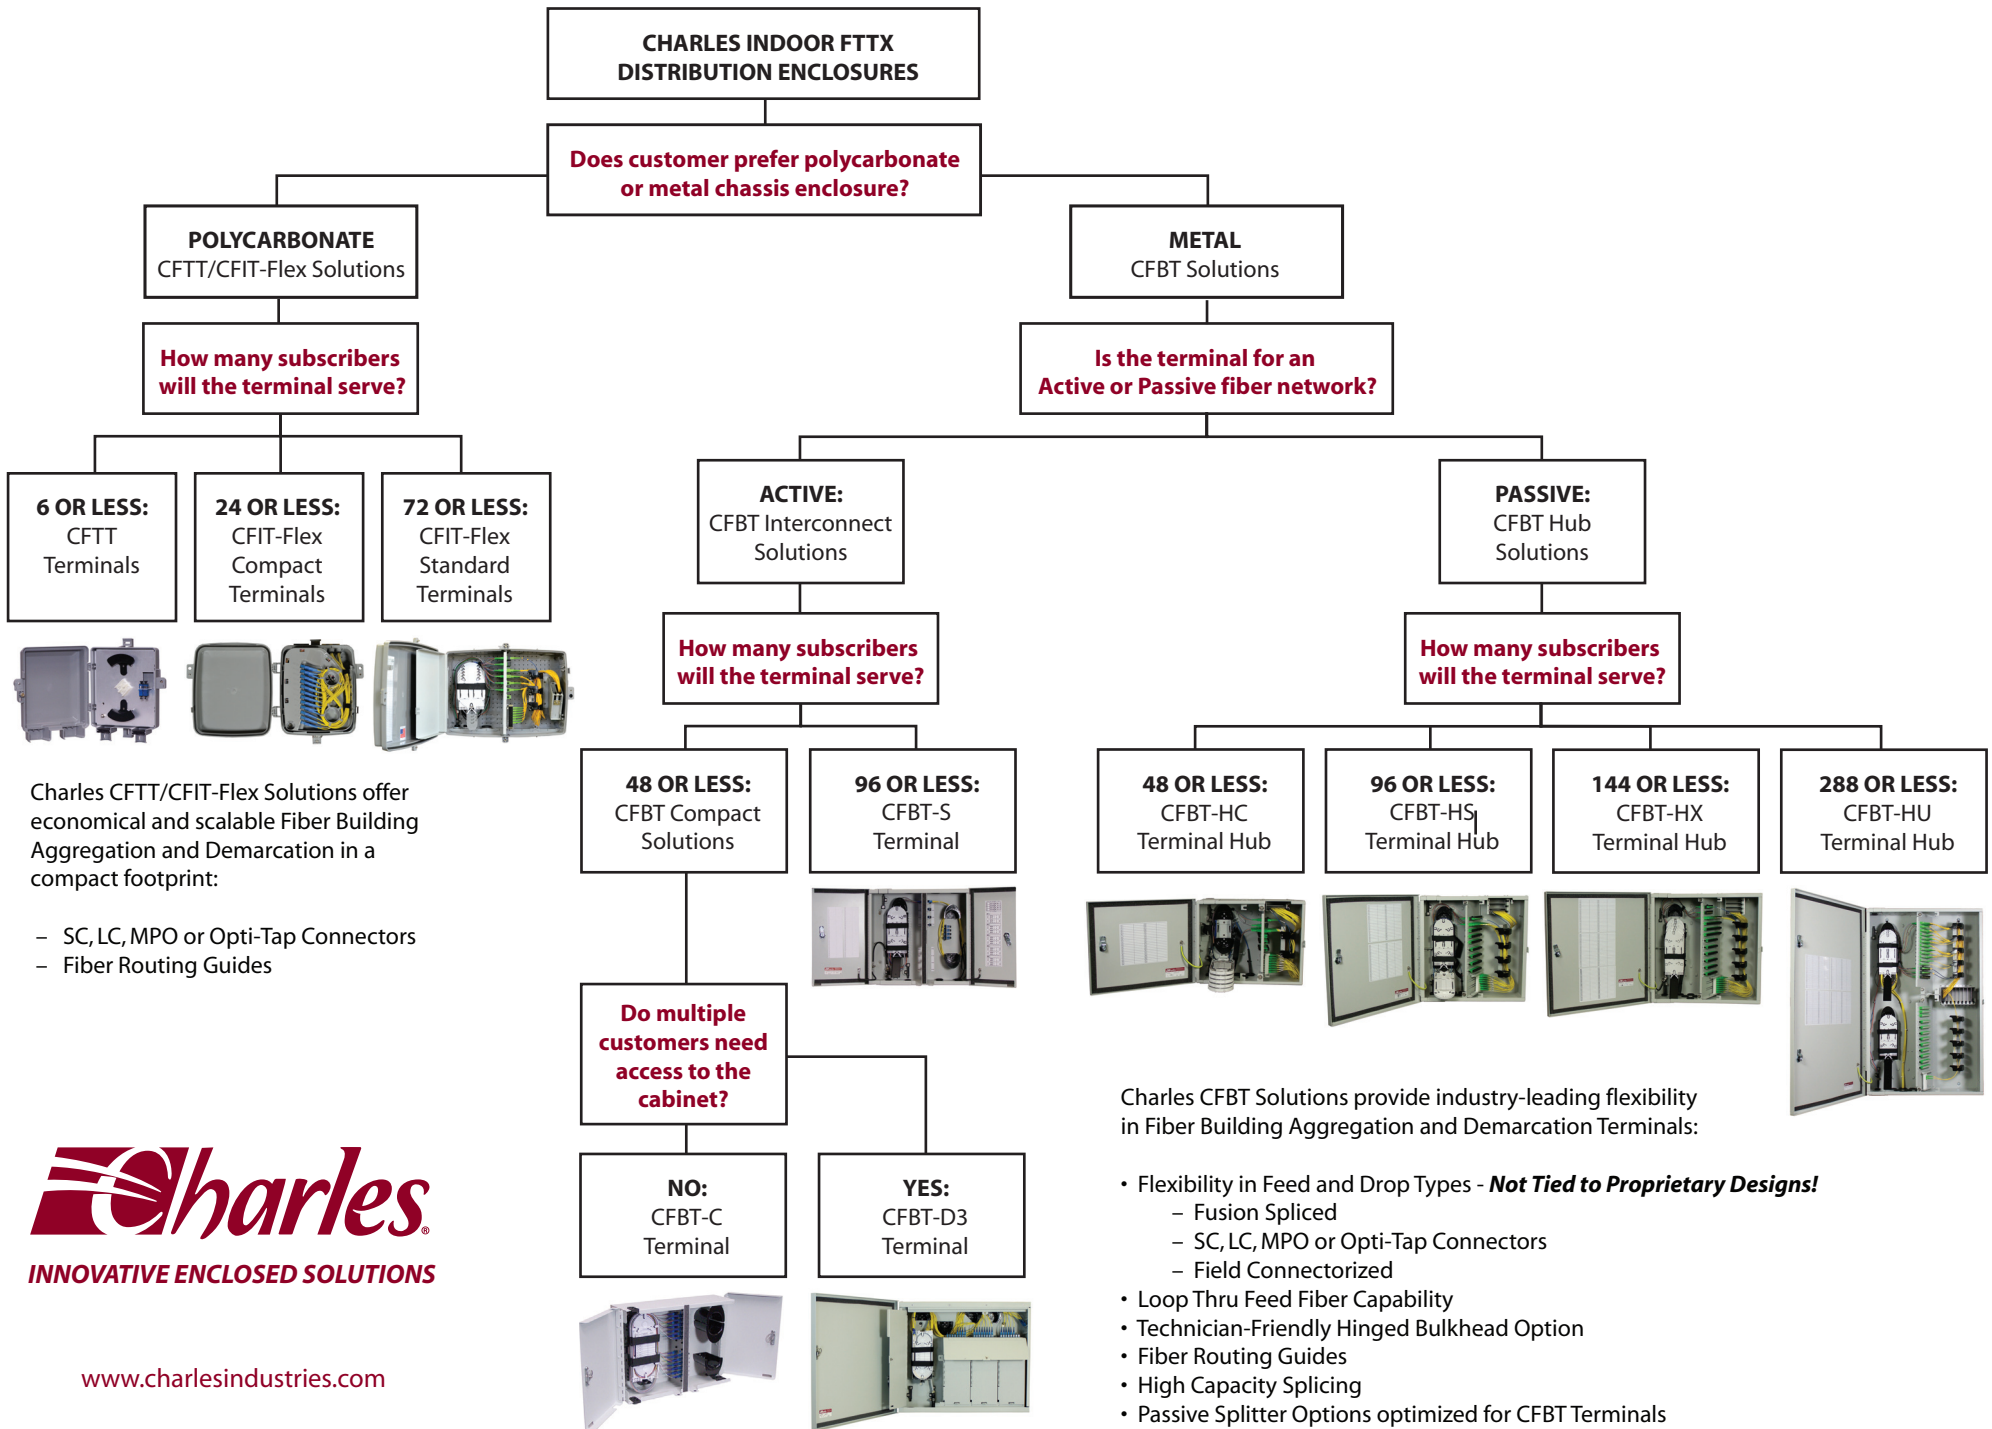 CHARLES INDOOR FTTX
DISTRIBUTION ENCLOSURES
Does customer prefer polycarbonate
or metal chassis enclosure?
POLYCARBONATE
CFTT/CFIT-Flex Solutions
METAL
CFBT Solutions
How many subscribers
will the terminal serve?
Is the terminal for an
Active or Passive fiber network?
6 OR LESS:
CFTT
Terminals
24 OR LESS:
CFIT-Flex
Compact
Terminals
72 OR LESS:
CFIT-Flex
Standard
Terminals
ACTIVE:
CFBT Interconnect
Solutions
PASSIVE:
CFBT Hub
Solutions
How many subscribers
will the terminal serve?
How many subscribers
will the terminal serve?
48 OR LESS:
CFBT Compact
Solutions
96 OR LESS:
CFBT-S
Terminal
48 OR LESS:
CFBT-HC
Terminal Hub
96 OR LESS:
CFBT-HS
Terminal Hub
144 OR LESS:
CFBT-HX
Terminal Hub
288 OR LESS:
CFBT-HU
Terminal Hub
Charles CFTT/CFIT-Flex Solutions offer
economical and scalable Fiber Building
Aggregation and Demarcation in a
compact footprint:
– SC, LC, MPO or Opti-Tap Connectors
– Fiber Routing Guides
Do multiple
customers need
access to the
cabinet?
NO:
CFBT-C
Terminal
YES:
CFBT-D3
Terminal
Charles CFBT Solutions provide industry-leading flexibility
in Fiber Building Aggregation and Demarcation Terminals:
• Flexibility in Feed and Drop Types - Not Tied to Proprietary Designs!
– Fusion Spliced
– SC, LC, MPO or Opti-Tap Connectors
– Field Connectorized
• Loop Thru Feed Fiber Capability
• Technician-Friendly Hinged Bulkhead Option
• Fiber Routing Guides
• High Capacity Splicing
• Passive Splitter Options optimized for CFBT Terminals
Charles®
INNOVATIVE ENCLOSED SOLUTIONS
www.charlesindustries.com